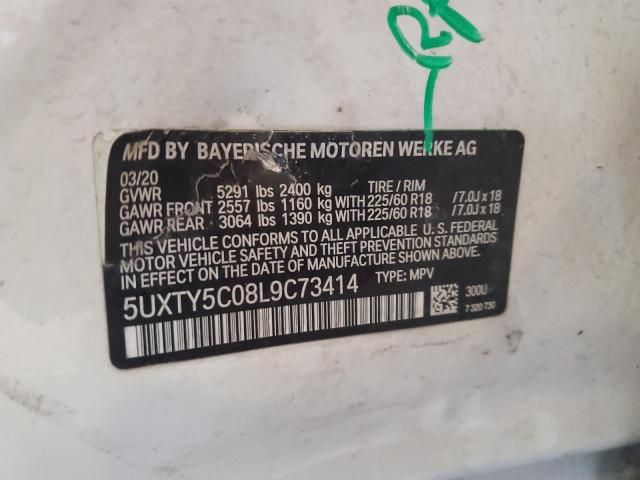 MFD BY BAYERISCHE MOTOREN WERKE AG
03/20
GVWR 5291 lbs 2400 kg TIRE / RIM
GAWR FRONT 2557 lbs 1160 kg WITH 225/60 R18 /7.0J x 18
GAWR REAR 3064 lbs 1390 kg WITH 225/60 R18 /7.0J x 18
THIS VEHICLE CONFORMS TO ALL APPLICABLE U. S. FEDERAL
MOTOR VEHICLE SAFETY AND THEFT PREVENTION STANDARDS
IN EFFECT ON THE DATE OF MANUFACTURE SHOWN ABOVE.
5UXTY5C08L9C73414 TYPE: MPV
300U
7 320 730